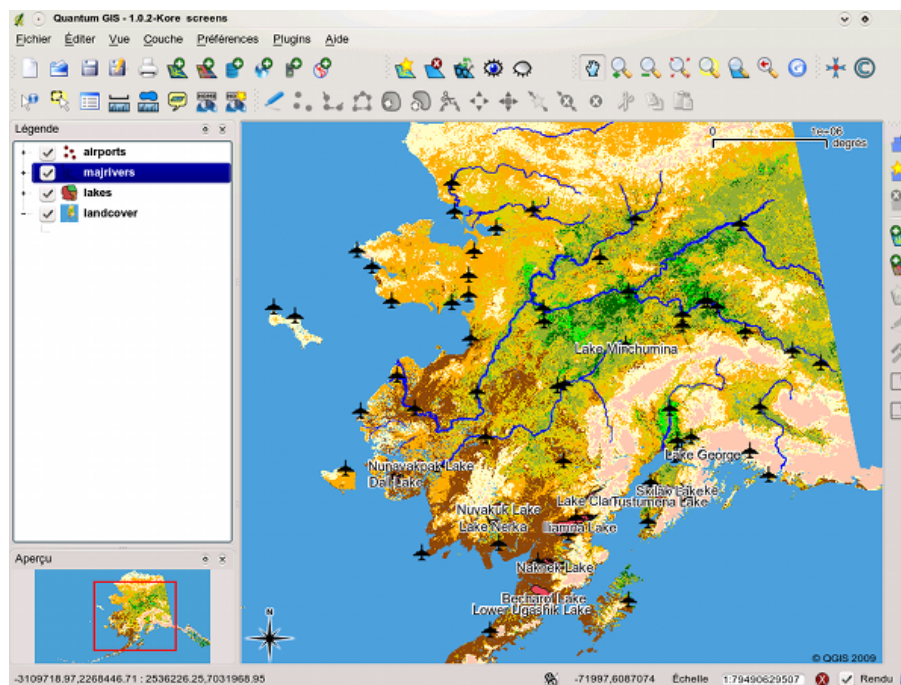 Quantum GIS - 1.0.2-Kore screens
Fichier Éditer Vue Couche Préférences Plugins Aide
Légende
airports
majrivers
lakes
landcover
0 1e+06
degrés
Lake Minchumina
Lake George
Nunavakpak Lake
Dall Lake
Skilak Lake
Lake Clark
Tustumena Lake
Nuyakuk Lake
Lake Nerka
Iliamna Lake
Naknek Lake
Becharof Lake
Lower Ugashik Lake
Aperçu
N
© QGIS 2009
-3109718.97,2268446.71 : 2536226.25,7031968.95
-71997,6087074
Échelle
1:79490629507
Rendu